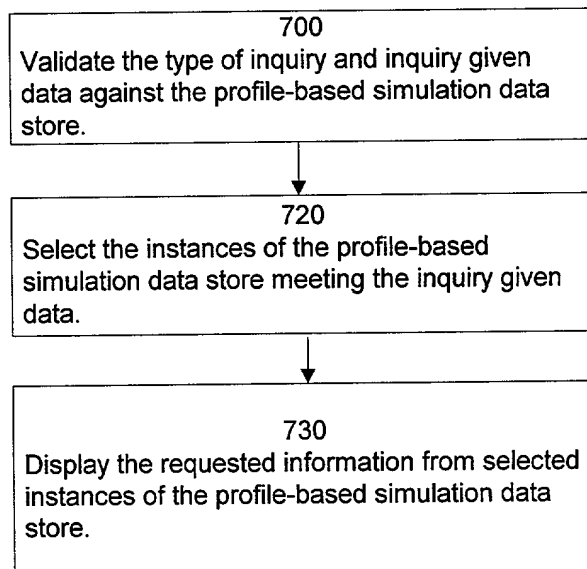 700
Validate the type of inquiry and inquiry given
data against the profile-based simulation data
store.
720
Select the instances of the profile-based
simulation data store meeting the inquiry given
data.
730
Display the requested information from selected
instances of the profile-based simulation data
store.